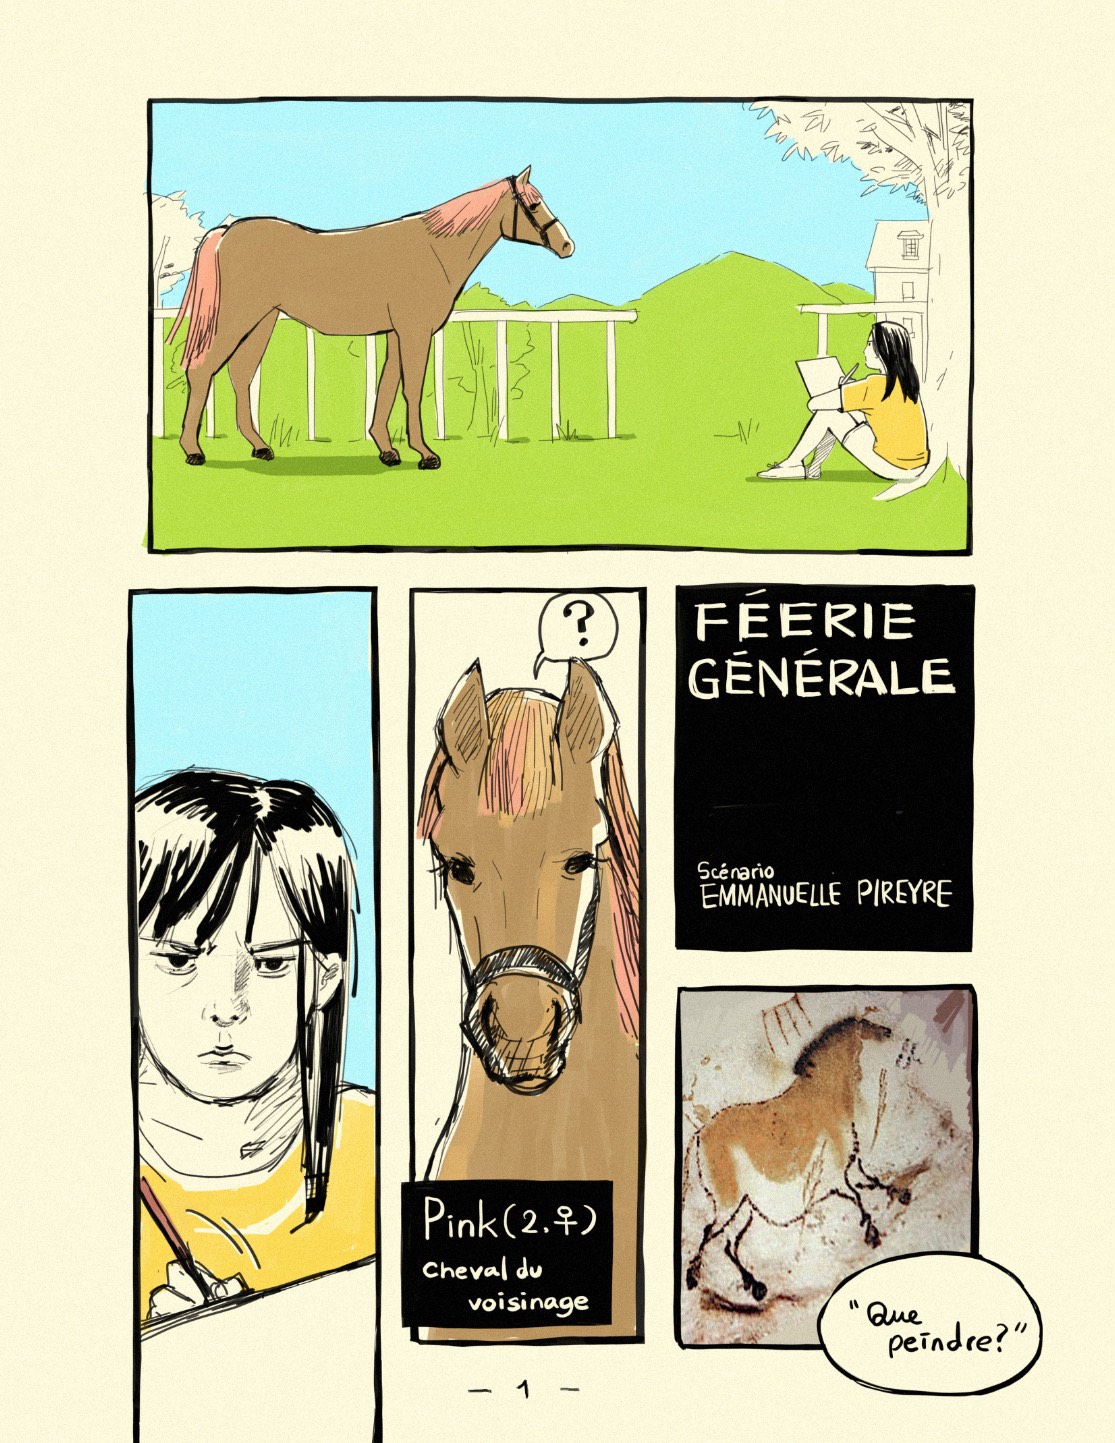 ?
FÉERIE
GÉNÉRALE
Scénario
EMMANUELLE PIREYRE
Pink (2.♀)
Cheval du
voisinage
"Que
peindre?"
— 1 —